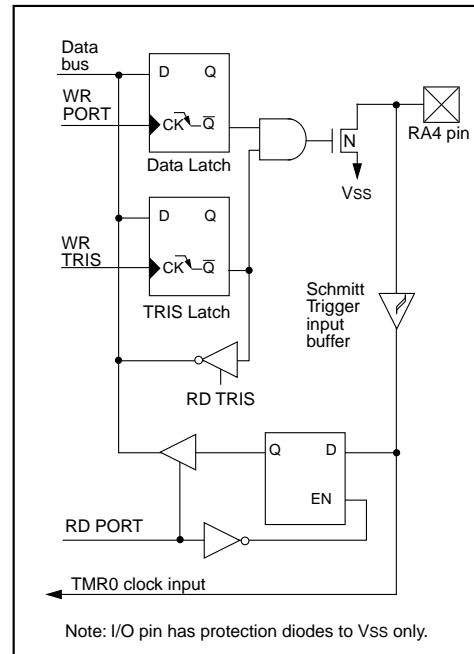 Data
bus
D Q
WR
PORT
CK Q
Data Latch
N
RA4 pin
VSS
D Q
WR
TRIS
CK Q
TRIS Latch
Schmitt
Trigger
input
buffer
RD TRIS
Q D
EN
RD PORT
TMR0 clock input
Note: I/O pin has protection diodes to VSS only.